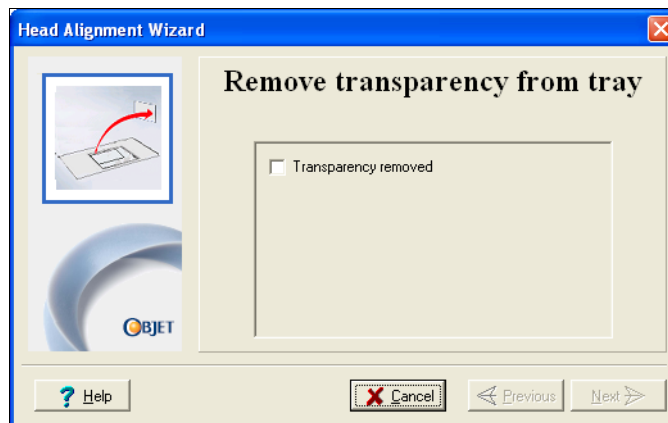 Head Alignment Wizard
Remove transparency from tray
Transparency removed
OBJET
Help
Cancel
Previous
Next